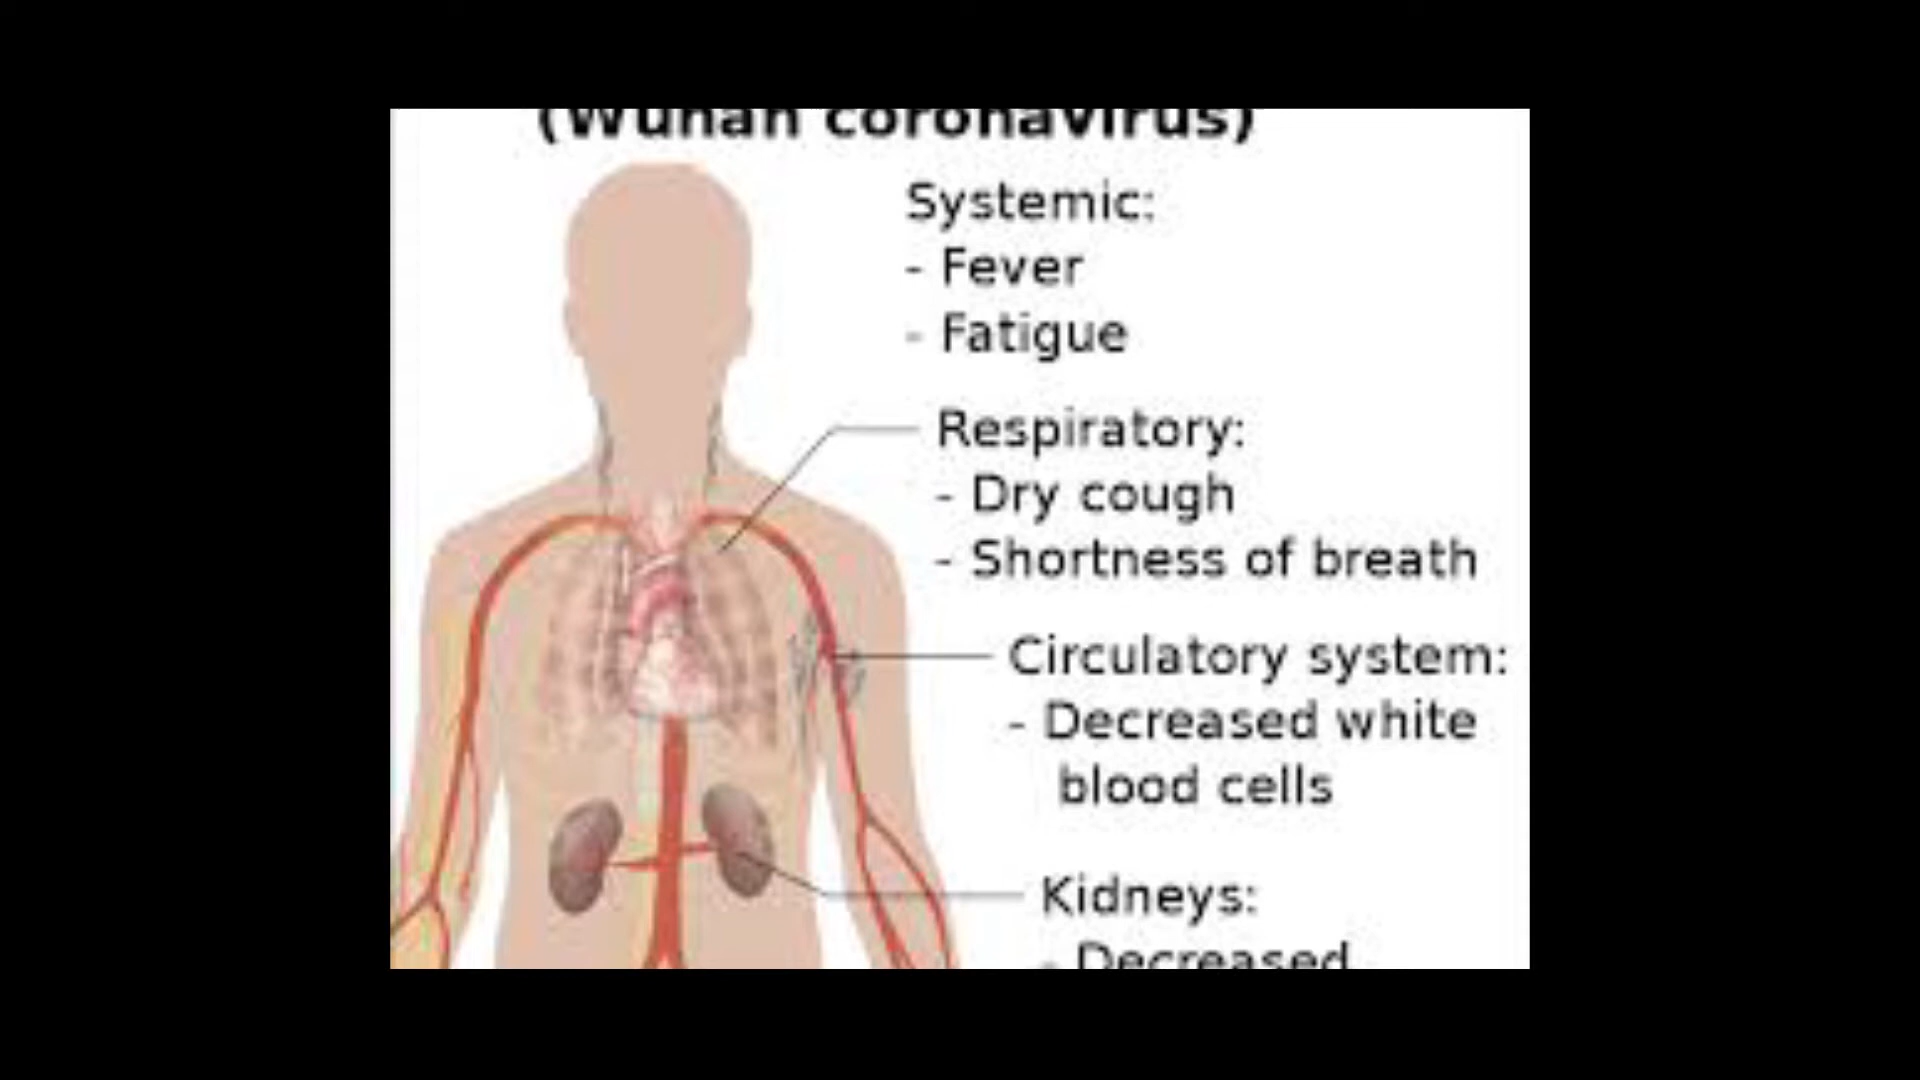 (Wuhan coronavirus)
Systemic:
- Fever
- Fatigue
Respiratory:
- Dry cough
- Shortness of breath
Circulatory system:
- Decreased white
blood cells
Kidneys:
- Decreased